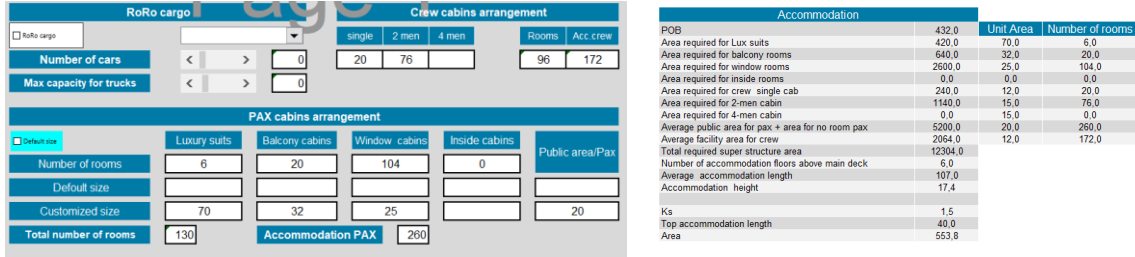 Page
RoRo cargo
Crew cabins arrangement
RoRo cargo
single 2 men 4 men Rooms Acc.crew
Number of cars 0 20 76 96 172
Max capacity for trucks 0
PAX cabins arrangement
Default size Luxury suits Balcony cabins Window cabins Inside cabins Public area/Pax
Number of rooms 6 20 104 0
Default size
Customized size 70 32 25 20
Total number of rooms 130 Accommodation PAX 260
Accommodation
POB 432,0 Unit Area Number of rooms
Area required for Lux suits 420,0 70,0 6,0
Area required for balcony rooms 640,0 32,0 20,0
Area required for window rooms 2600,0 25,0 104,0
Area required for inside rooms 0,0 0,0 0,0
Area required for crew single cab 240,0 12,0 20,0
Area required for 2-men cabin 1140,0 15,0 76,0
Area required for 4-men cabin 0,0 15,0 0,0
Average public area for pax + area for no room pax 5200,0 20,0 260,0
Average facility area for crew 2064,0 12,0 172,0
Total required super structure area 12304,0
Number of accommodation floors above main deck 6,0
Average accommodation length 107,0
Accommodation height 17,4
Ks 1,5
Top accommodation length 40,0
Area 553,8